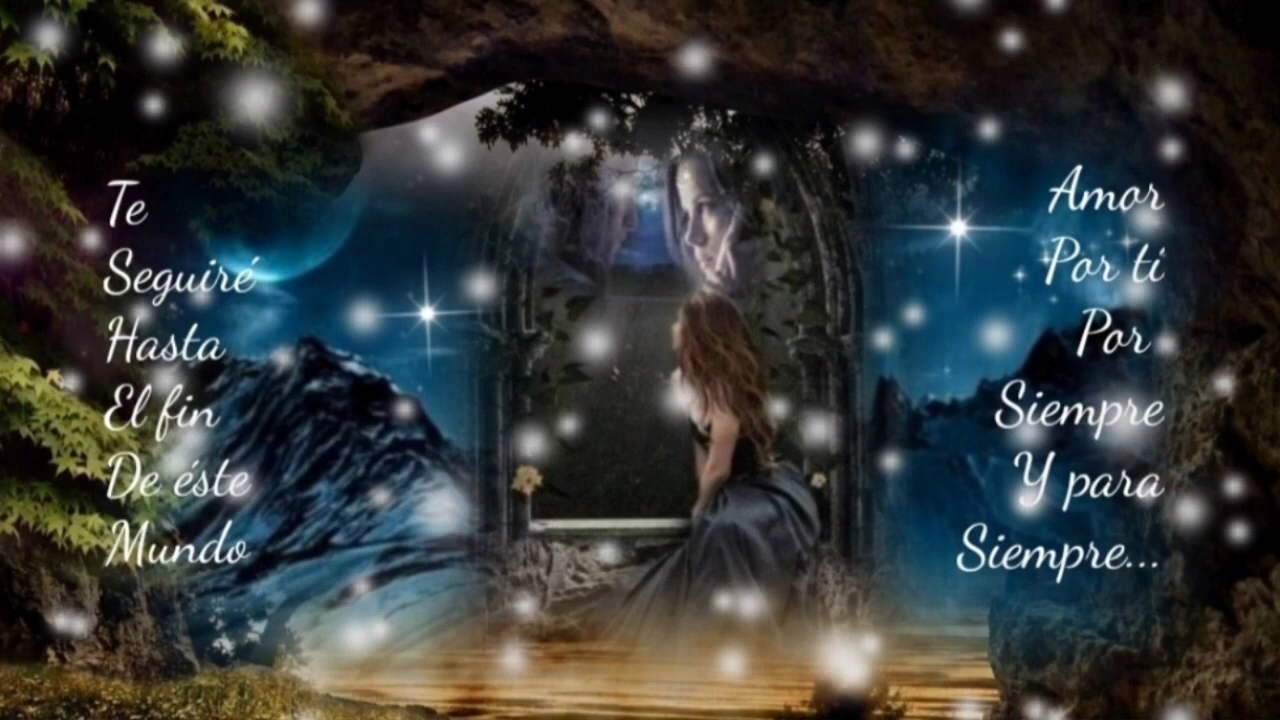 Te
Seguiré
Hasta
El fin
De éste
Mundo
Amor
Por ti
Por
Siempre
Y para
Siempre...